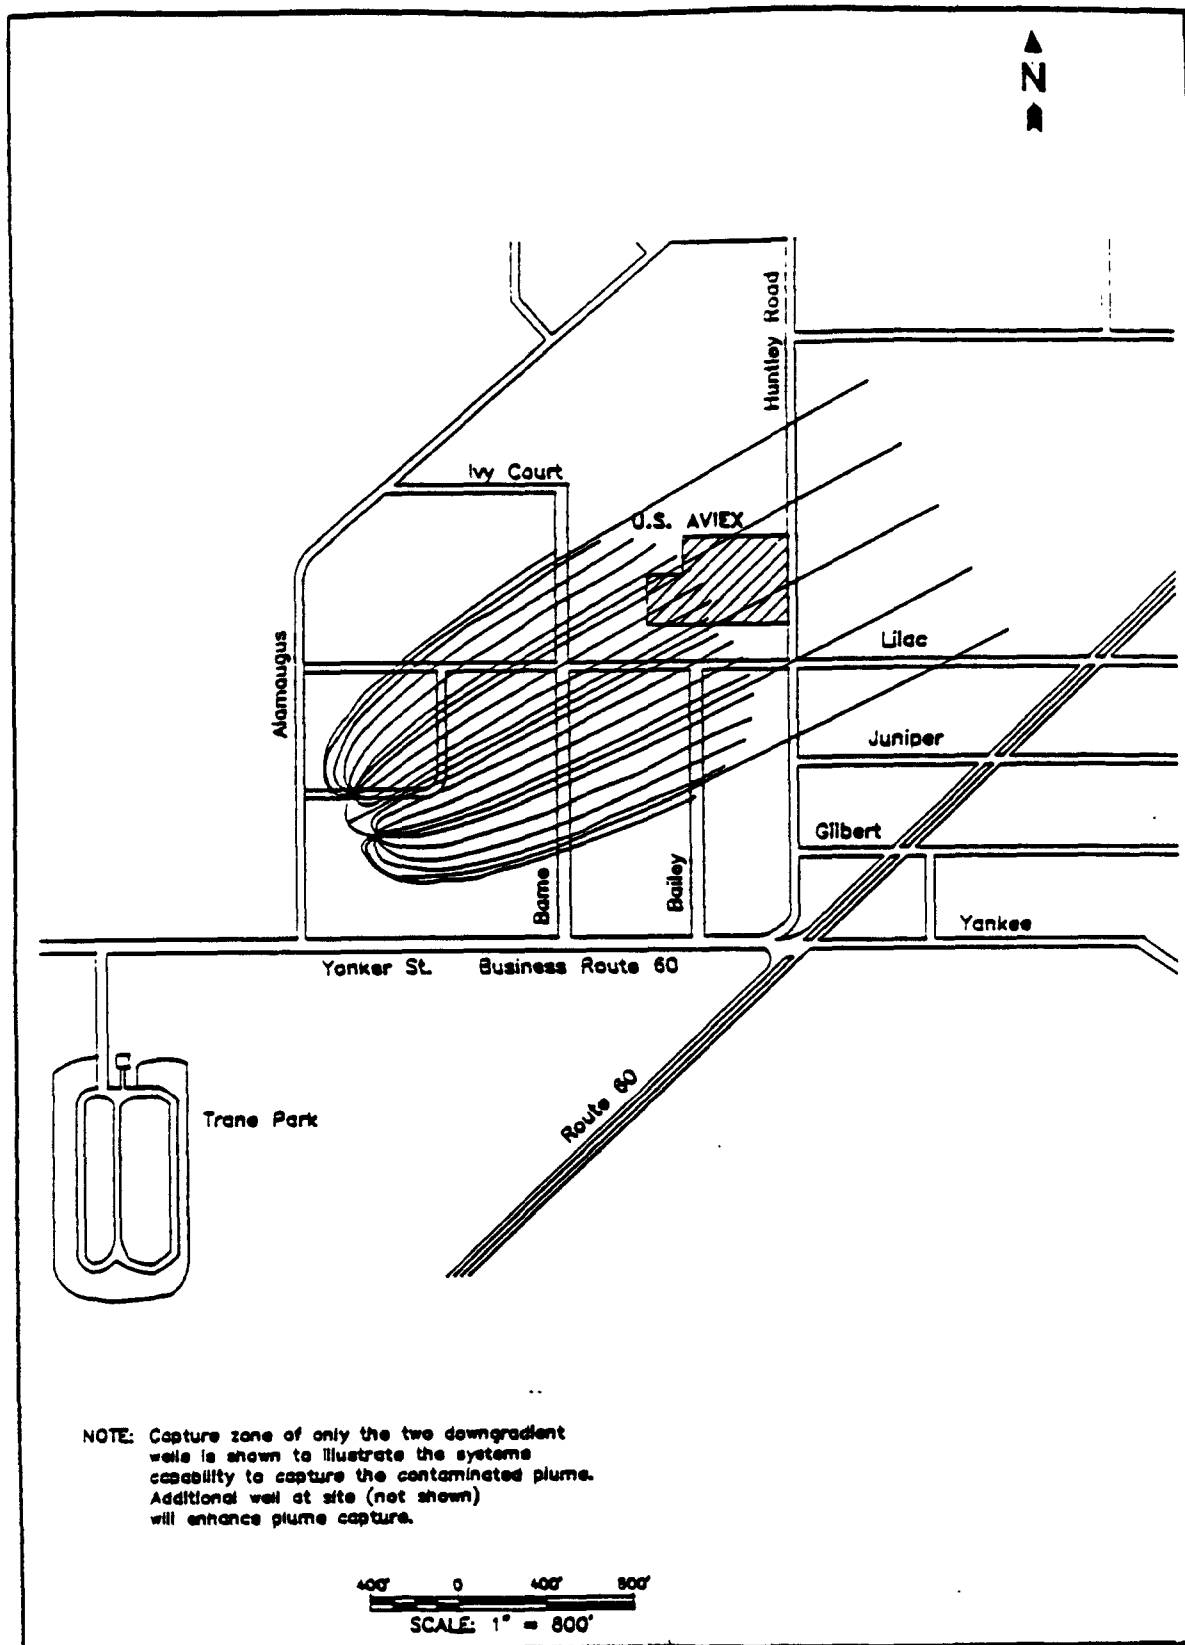 N
Huntley Road
Ivy Court
U.S. AVIEX
Lilac
Alamaugus
Juniper
Gilbert
Bame
Bailey
Yankee
Yonker St. Business Route 60
Route 60
Trane Park
NOTE: Capture zone of only the two downgradient
wells is shown to illustrate the systems
capability to capture the contaminated plume.
Additional well at site (not shown)
will enhance plume capture.
400' 0 400' 800'
SCALE: 1" = 800'